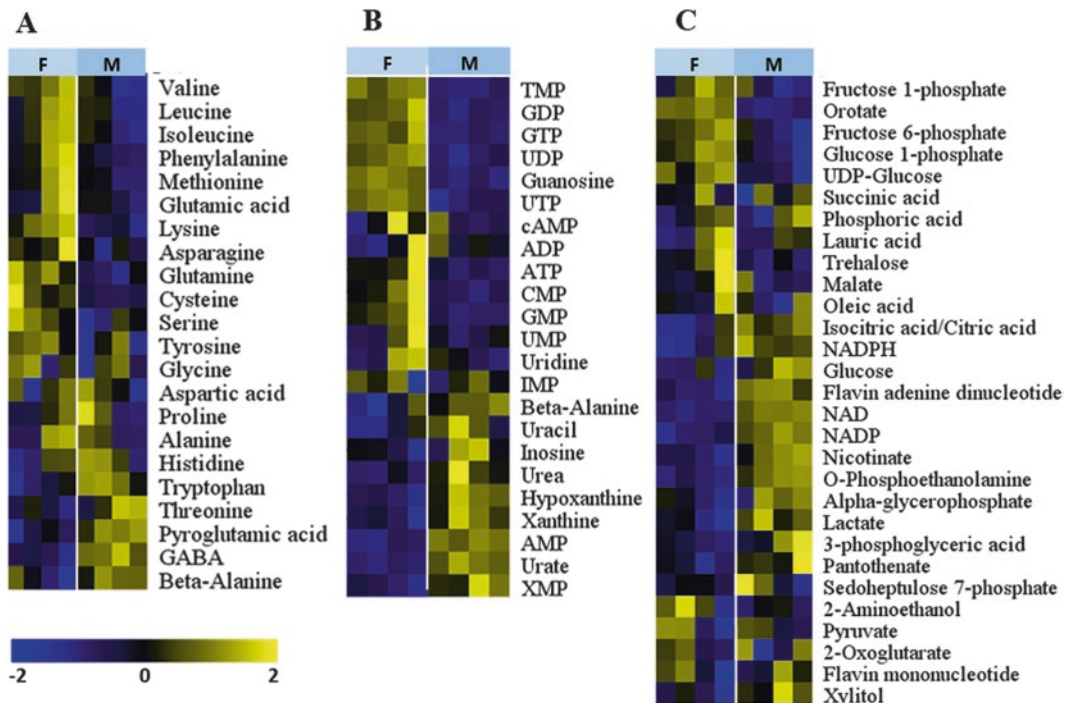 A
F M
Valine
Leucine
Isoleucine
Phenylalanine
Methionine
Glutamic acid
Lysine
Asparagine
Glutamine
Cysteine
Serine
Tyrosine
Glycine
Aspartic acid
Proline
Alanine
Histidine
Tryptophan
Threonine
Pyroglutamic acid
GABA
Beta-Alanine
-2 0 2
B
F M
TMP
GDP
GTP
UDP
Guanosine
UTP
cAMP
ADP
ATP
CMP
GMP
UMP
Uridine
IMP
Beta-Alanine
Uracil
Inosine
Urea
Hypoxanthine
Xanthine
AMP
Urate
XMP
C
F M
Fructose 1-phosphate
Orotate
Fructose 6-phosphate
Glucose 1-phosphate
UDP-Glucose
Succinic acid
Phosphoric acid
Lauric acid
Trehalose
Malate
Oleic acid
Isocitric acid/Citric acid
NADPH
Glucose
Flavin adenine dinucleotide
NAD
NADP
Nicotinate
O-Phosphoethanolamine
Alpha-glycerophosphate
Lactate
3-phosphoglyceric acid
Pantothenate
Sedoheptulose 7-phosphate
2-Aminoethanol
Pyruvate
2-Oxoglutarate
Flavin mononucleotide
Xylitol